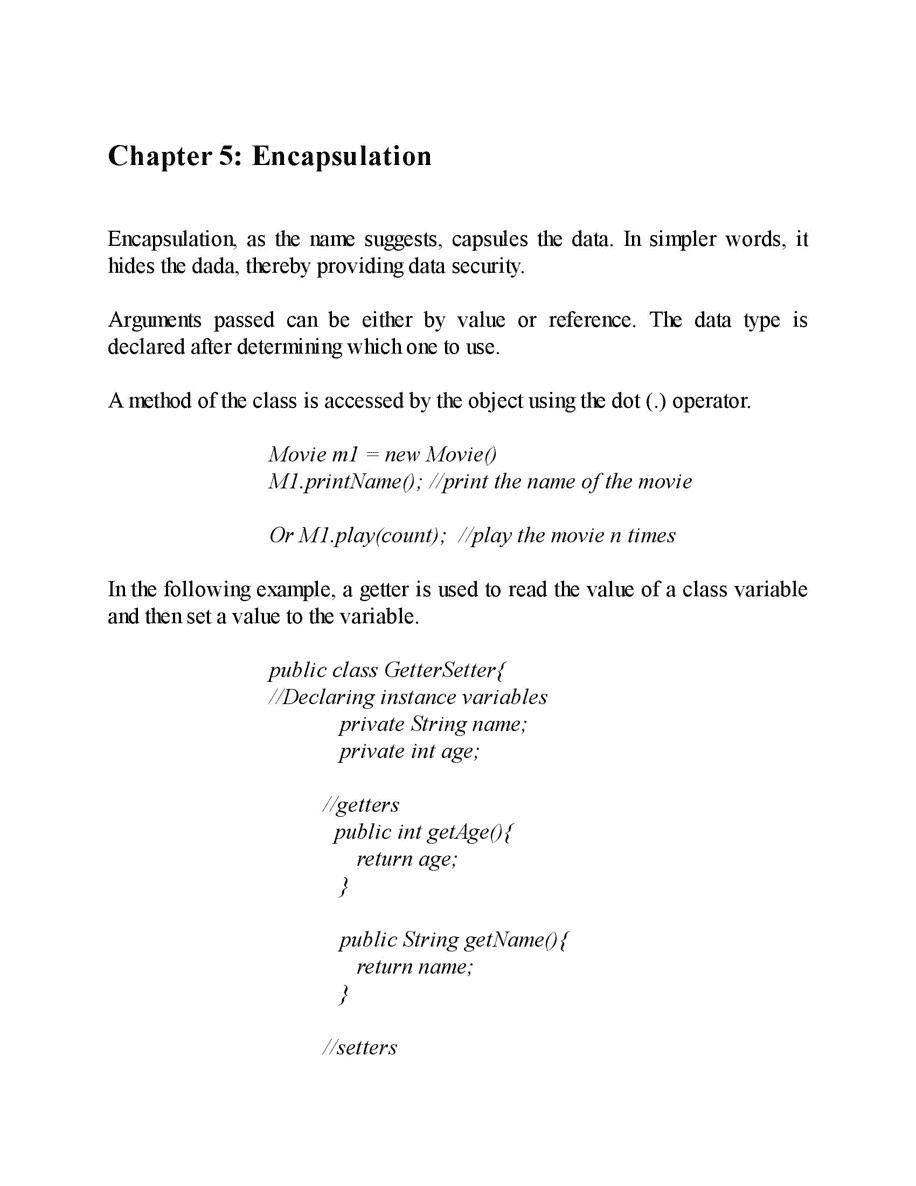 Chapter 5: Encapsulation
Encapsulation, as the name suggests, capsules the data. In simpler words, it
hides the dada, thereby providing data security.
Arguments passed can be either by value or reference. The data type is
declared after determining which one to use.
A method of the class is accessed by the object using the dot (.) operator.
Movie m1 = new Movie()
M1.printName(); //print the name of the movie
Or M1.play(count);  //play the movie n times
In the following example, a getter is used to read the value of a class variable
and then set a value to the variable.
public class GetterSetter{
//Declaring instance variables
private String name;
private int age;
//getters
public int getAge(){
return age;
}
public String getName(){
return name;
}
//setters